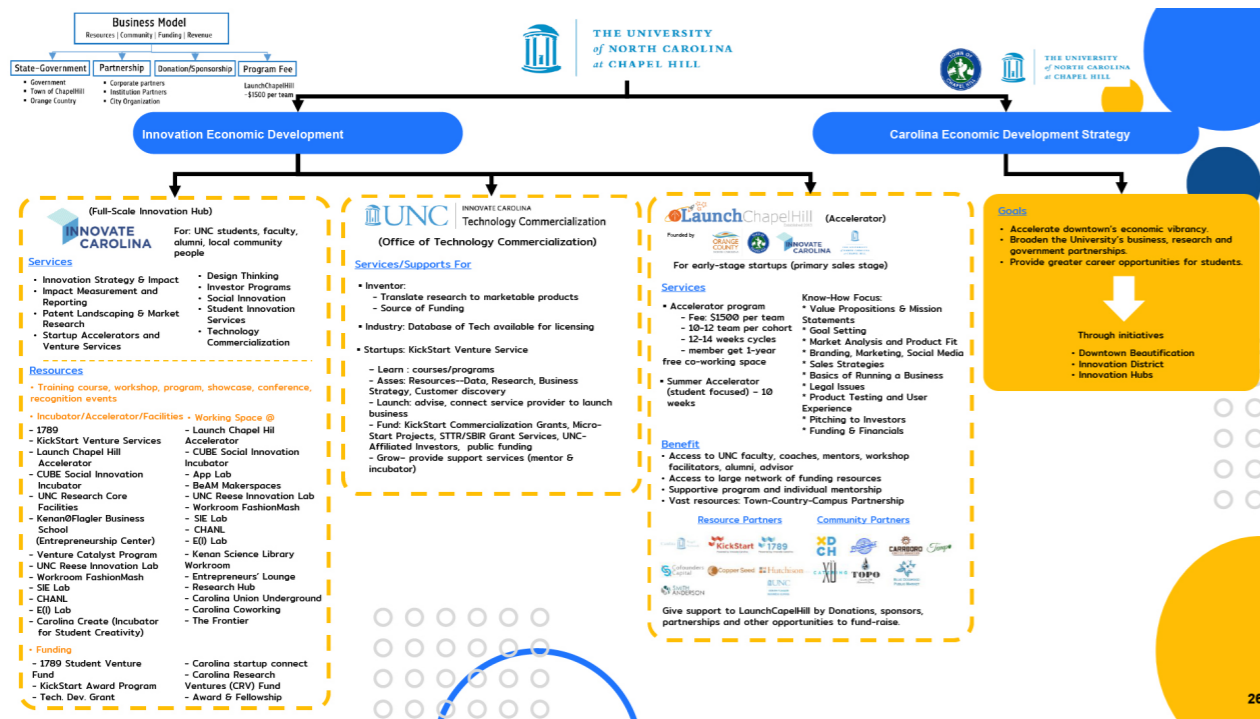 Business Model
Resources | Community | Funding | Revenue
State-Government
Partnership
Donation/Sponsorship
Program Fee
▪ Government
▪ Town of ChapelHill
▪ Orange Country
▪ Corporate partners
▪ Institution Partners
▪ City Organization
LaunchChapelHill
-$1500 per team
THE UNIVERSITY
of NORTH CAROLINA
at CHAPEL HILL
TOWN OF
CHAPEL HILL
THE UNIVERSITY
of NORTH CAROLINA
at CHAPEL HILL
Innovation Economic Development
Carolina Economic Development Strategy
(Full-Scale Innovation Hub)
INNOVATE
CAROLINA
For: UNC students, faculty,
alumni, local community
people
Services
• Innovation Strategy & Impact
• Impact Measurement and
Reporting
• Patent Landscaping & Market
Research
• Startup Accelerators and
Venture Services
• Design Thinking
• Investor Programs
• Social Innovation
• Student Innovation
Services
• Technology
Commercialization
Resources
• Training course, workshop, program, showcase, conference,
recognition events
• Incubator/Accelerator/Facilities
- 1789
- KickStart Venture Services
- Launch Chapel Hill
Accelerator
- CUBE Social Innovation
Incubator
- UNC Research Core
Facilities
- KenanØFlagler Business
School
(Entrepreneurship Center)
- Venture Catalyst Program
- UNC Reese Innovation Lab
- Workroom FashionMash
- SIE Lab
- CHANL
- E(I) Lab
- Carolina Create (Incubator
for Student Creativity)
• Working Space @
- Launch Chapel Hil
Accelerator
- CUBE Social Innovation
Incubator
- App Lab
- BeAM Makerspaces
- UNC Reese Innovation Lab
- Workroom FashionMash
- SIE Lab
- CHANL
- E(I) Lab
- Kenan Science Library
Workroom
- Entrepreneurs' Lounge
- Research Hub
- Carolina Union Underground
- Carolina Coworking
- The Frontier
• Funding
- 1789 Student Venture
Fund
- KickStart Award Program
- Tech. Dev. Grant
- Carolina startup connect
- Carolina Research
Ventures (CRV) Fund
- Award & Fellowship
UNC
INNOVATE CAROLINA
Technology Commercialization
(Office of Technology Commercialization)
Services/Supports For
▪ Inventor:
- Translate research to marketable products
- Source of Funding
▪ Industry: Database of Tech available for licensing
▪ Startups: KickStart Venture Service
- Learn : courses/programs
- Asses: Resources--Data, Research, Business
Strategy, Customer discovery
- Launch: advise, connect service provider to launch
business
- Fund: KickStart Commercialization Grants, Micro-
Start Projects, STTR/SBIR Grant Services, UNC-
Affiliated Investors, public funding
- Grow- provide support services (mentor &
incubator)
LaunchChapelHill
(Accelerator)
Founded by
ORANGE
COUNTY
INNOVATE
CAROLINA
For early-stage startups (primary sales stage)
Services
▪ Accelerator program
- Fee: $1500 per team
- 10-12 team per cohort
- 12-14 weeks cycles
- member get 1-year
free co-working space
• Summer Accelerator
(student focused) – 10
weeks
Know-How Focus:
* Value Propositions & Mission
Statements
* Goal Setting
* Market Analysis and Product Fit
* Branding, Marketing, Social Media
* Sales Strategies
* Basics of Running a Business
* Legal Issues
* Product Testing and User
Experience
* Pitching to Investors
* Funding & Financials
Benefit
• Access to UNC faculty, coaches, mentors, workshop
facilitators, alumni, advisor
• Access to large network of funding resources
• Supportive program and individual mentorship
• Vast resources: Town-Country-Campus Partnership
Resource Partners
Community Partners
KickStart
1789
Cofounders
Capital
Copper Seed
Hutchison
UNC
SMITH
ANDERSON
XD
CH
CARRBORO
TOPO
Give support to LaunchCapelHill by Donations, sponsors,
partnerships and other opportunities to fund-raise.
Goals
• Accelerate downtown's economic vibrancy.
• Broaden the University's business, research and
government partnerships.
• Provide greater career opportunities for students.
Through initiatives
• Downtown Beautification
• Innovation District
• Innovation Hubs
26